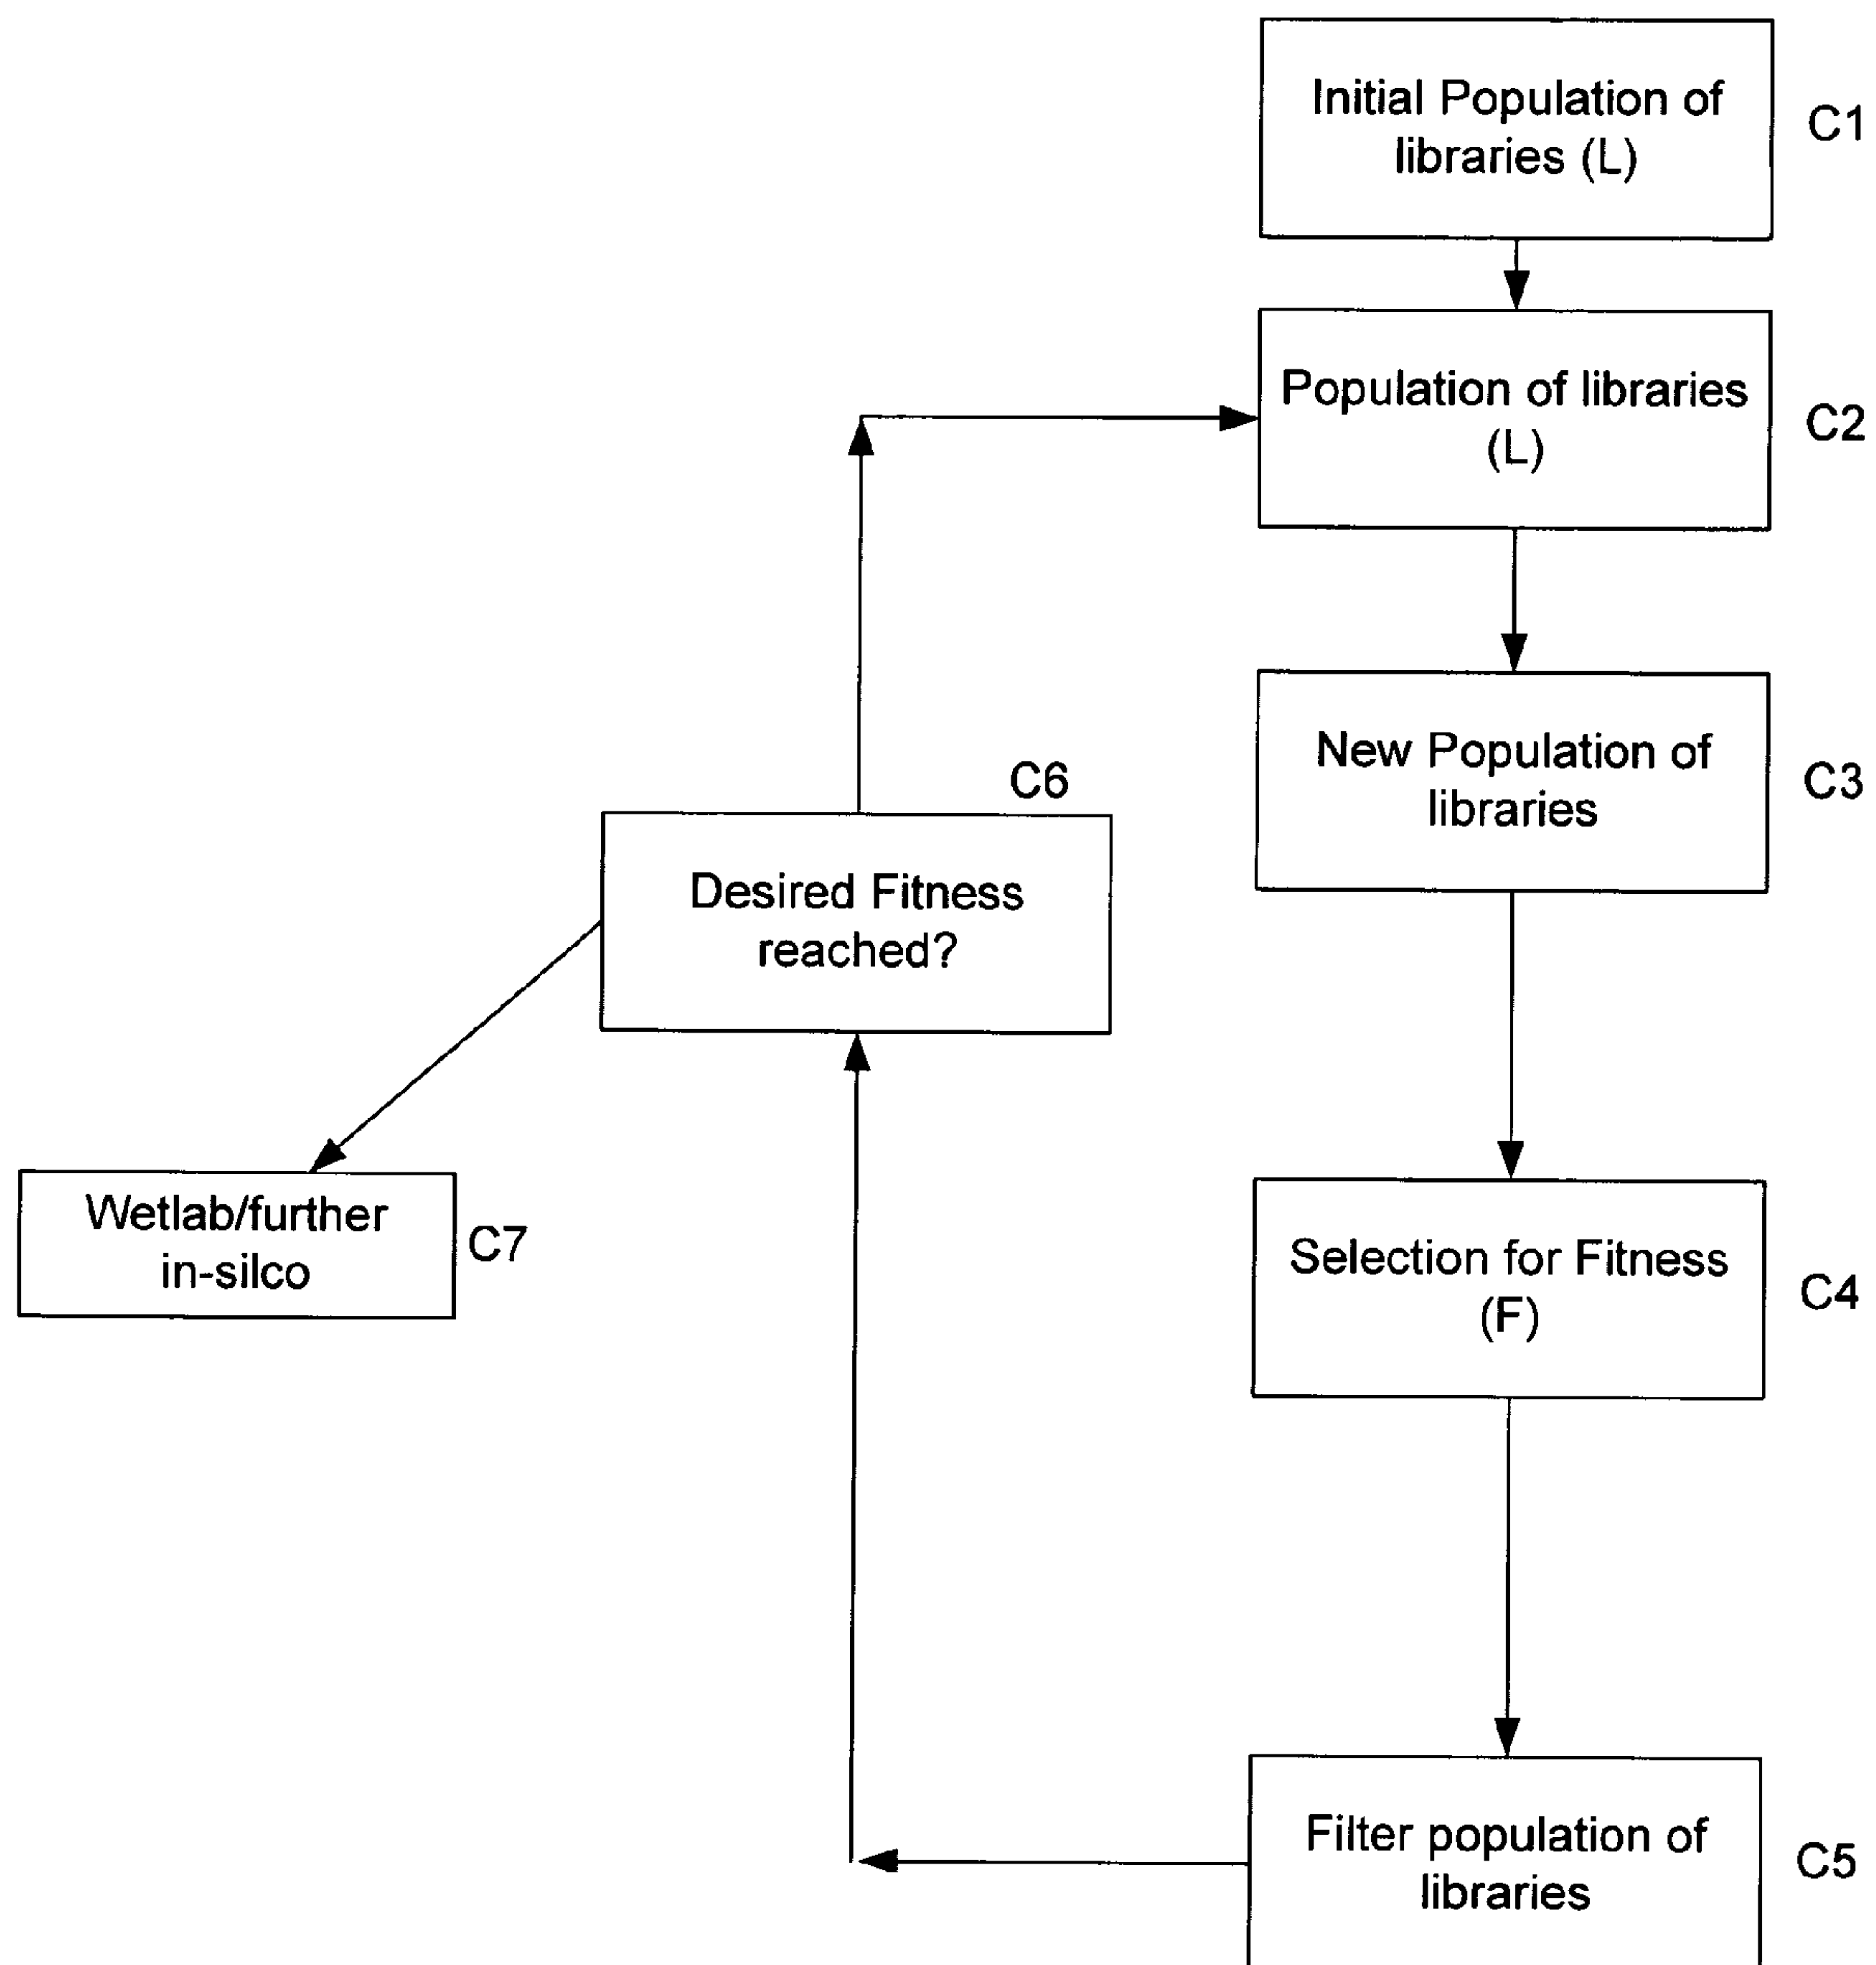 Initial Population of
libraries (L)
C1
Population of libraries
(L)
C2
New Population of
libraries
C3
C6
Desired Fitness
reached?
Wetlab/further
in-silco
C7
Selection for Fitness
(F)
C4
Filter population of
libraries
C5